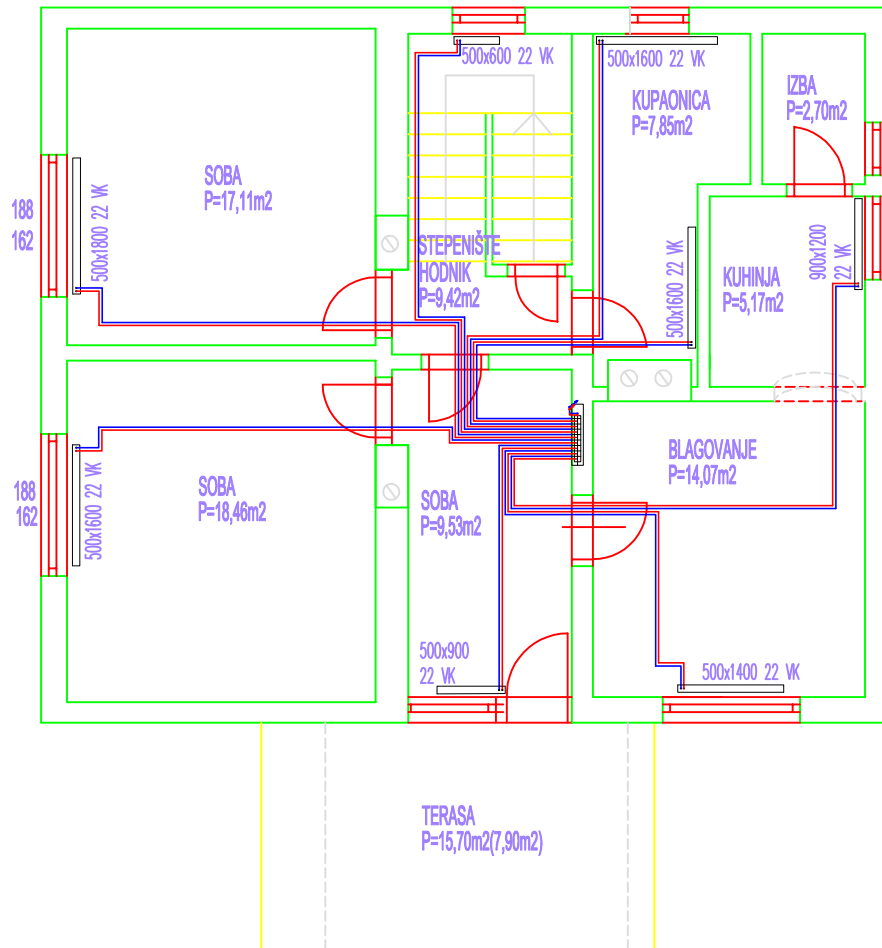 500x600 22 VK
500x1600 22 VK
KUPAONICA
P=7,85m2
IZBA
P=2,70m2
SOBA
P=17,11m2
188
162
500x1800 22 VK
STEPENIŠTE
HODNIK
P=9,42m2
500x1600 22 VK
KUHINJA
P=5,17m2
900x1200
22 VK
BLAGOVANJE
P=14,07m2
SOBA
P=18,46m2
188
162
500x1600 22 VK
SOBA
P=9,53m2
500x900
22 VK
500x1400 22 VK
TERASA
P=15,70m2(7,90m2)